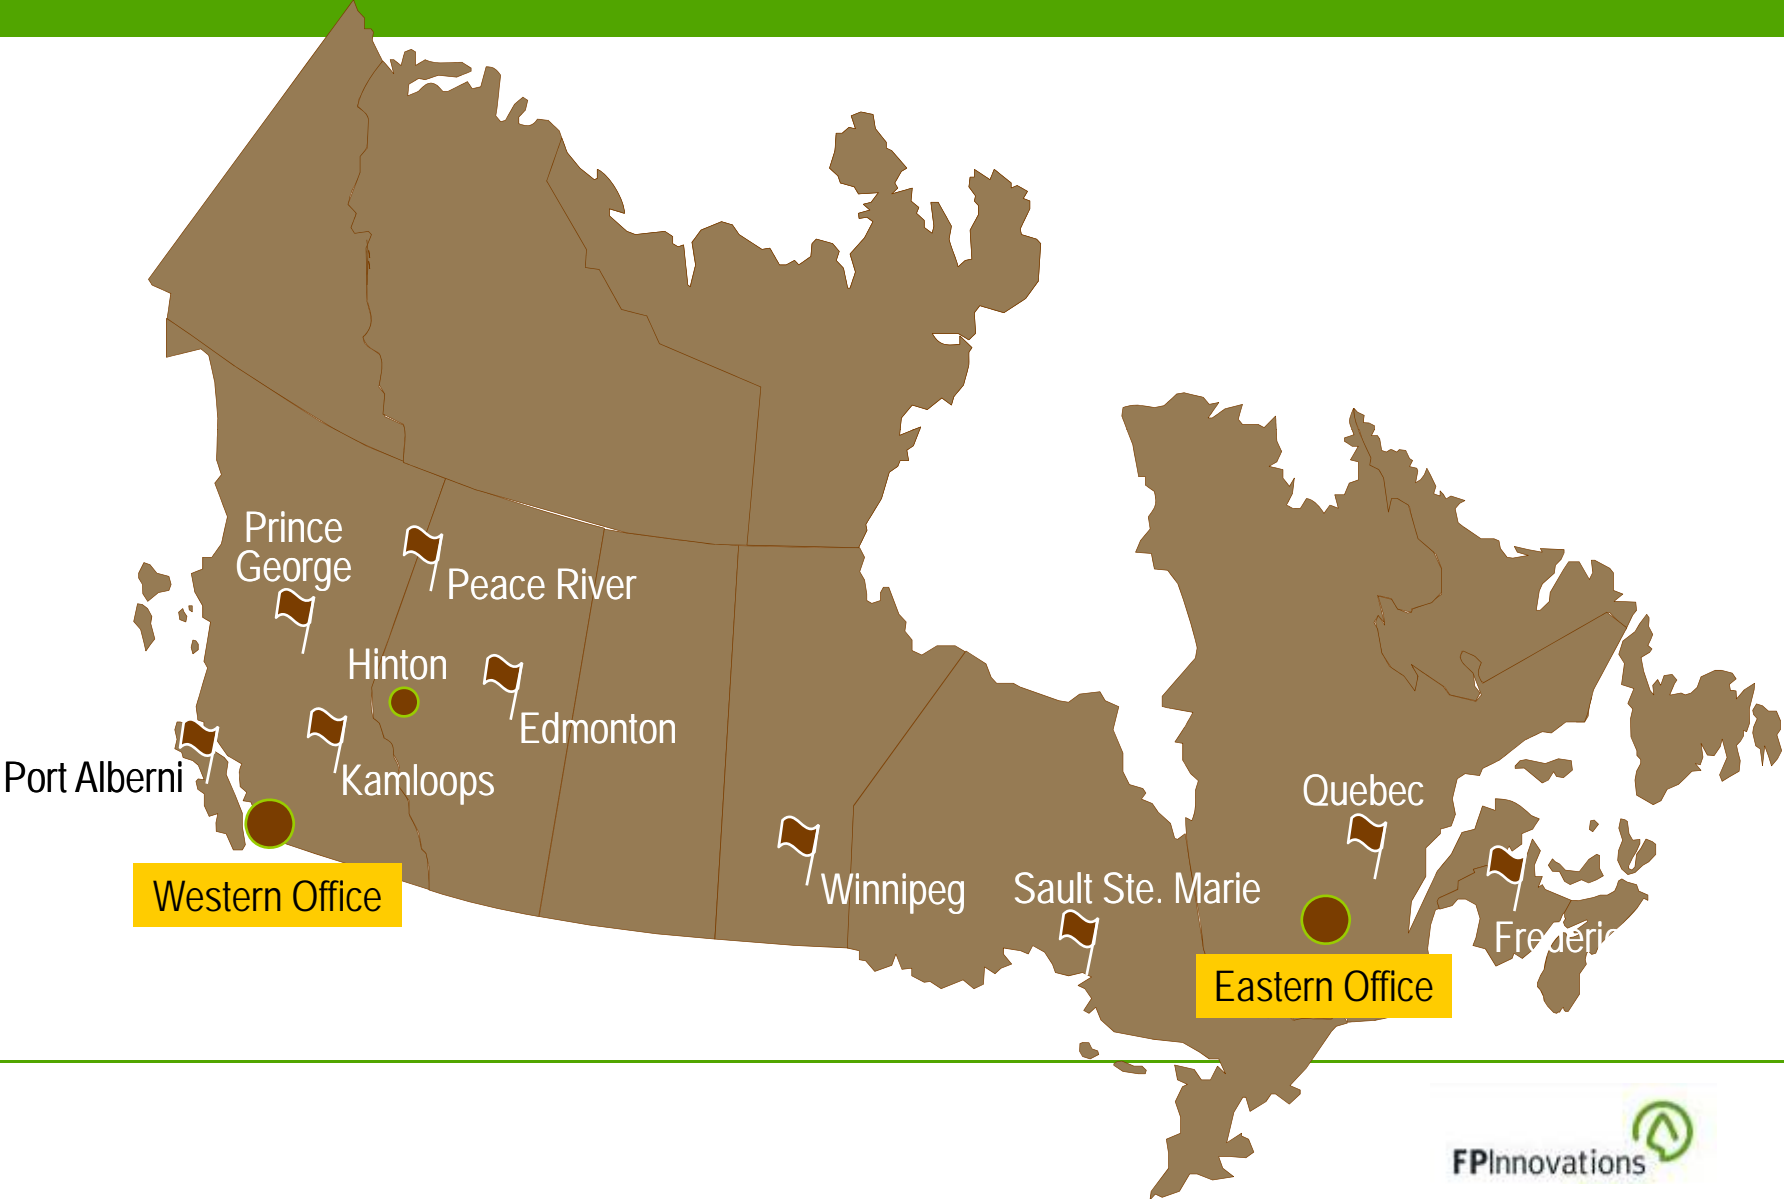 Prince
George
Peace River
Hinton
Edmonton
Port Alberni
Kamloops
Quebec
Western Office
Winnipeg
Sault Ste. Marie
Frederic
Eastern Office
FPInnovations